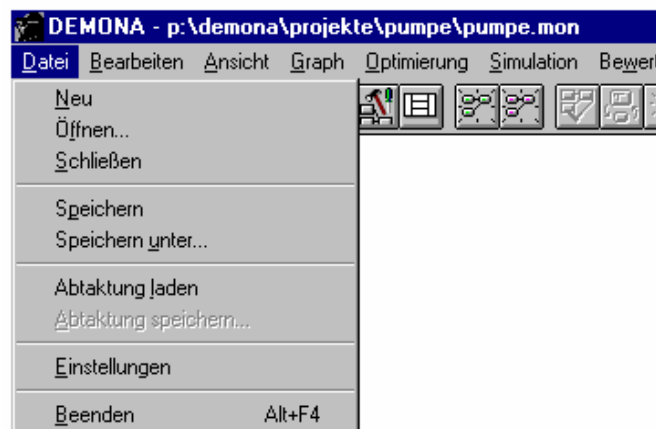 DEMONA - p:\demona\projekte\pumpe\pumpe.mon
Datei Bearbeiten Ansicht Graph Optimierung Simulation Bewert
Neu
Öffnen...
Schließen
Speichern
Speichern unter...
Abtaktung laden
Abtaktung speichern...
Einstellungen
Beenden Alt+F4